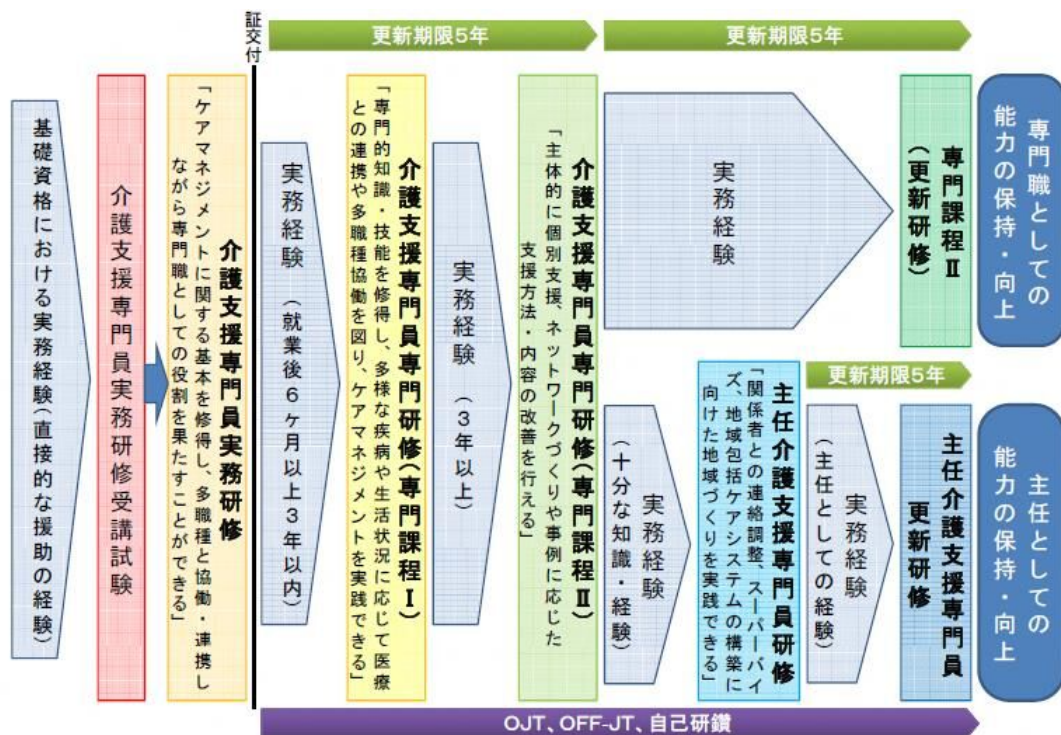 証交付
更新期限5年
更新期限5年
基礎資格における実務経験(直接的な援助の経験)
介護支援専門員実務研修受講試験
介護支援専門員実務研修
「ケアマネジメントに関する基本を修得し、多職種と協働・連携し
ながら専門職としての役割を果たすことができる」
実務経験
(就業後6ヶ月以上3年以内)
介護支援専門員専門研修(専門課程Ⅰ)
「専門的知識・技能を修得し、多様な疾病や生活状況に応じて医療
との連携や多職種協働を図り、ケアマネジメントを実践できる」
実務経験
(3年以上)
介護支援専門員専門研修(専門課程Ⅱ)
「主体的に個別支援、ネットワークづくりや事例に応じた
支援方法・内容の改善を行える」
実務経験
専門課程Ⅱ
(更新研修)
専門職としての
能力の保持・向上
実務経験
(十分な知識・経験)
主任介護支援専門員研修
「関係者との連絡調整、スーパーバイ
ズ、地域包括ケアシステムの構築に
向けた地域づくりを実践できる」
更新期限5年
実務経験
(主任としての経験)
主任介護支援専門員
更新研修
主任としての
能力の保持・向上
OJT、OFF-JT、自己研鑽